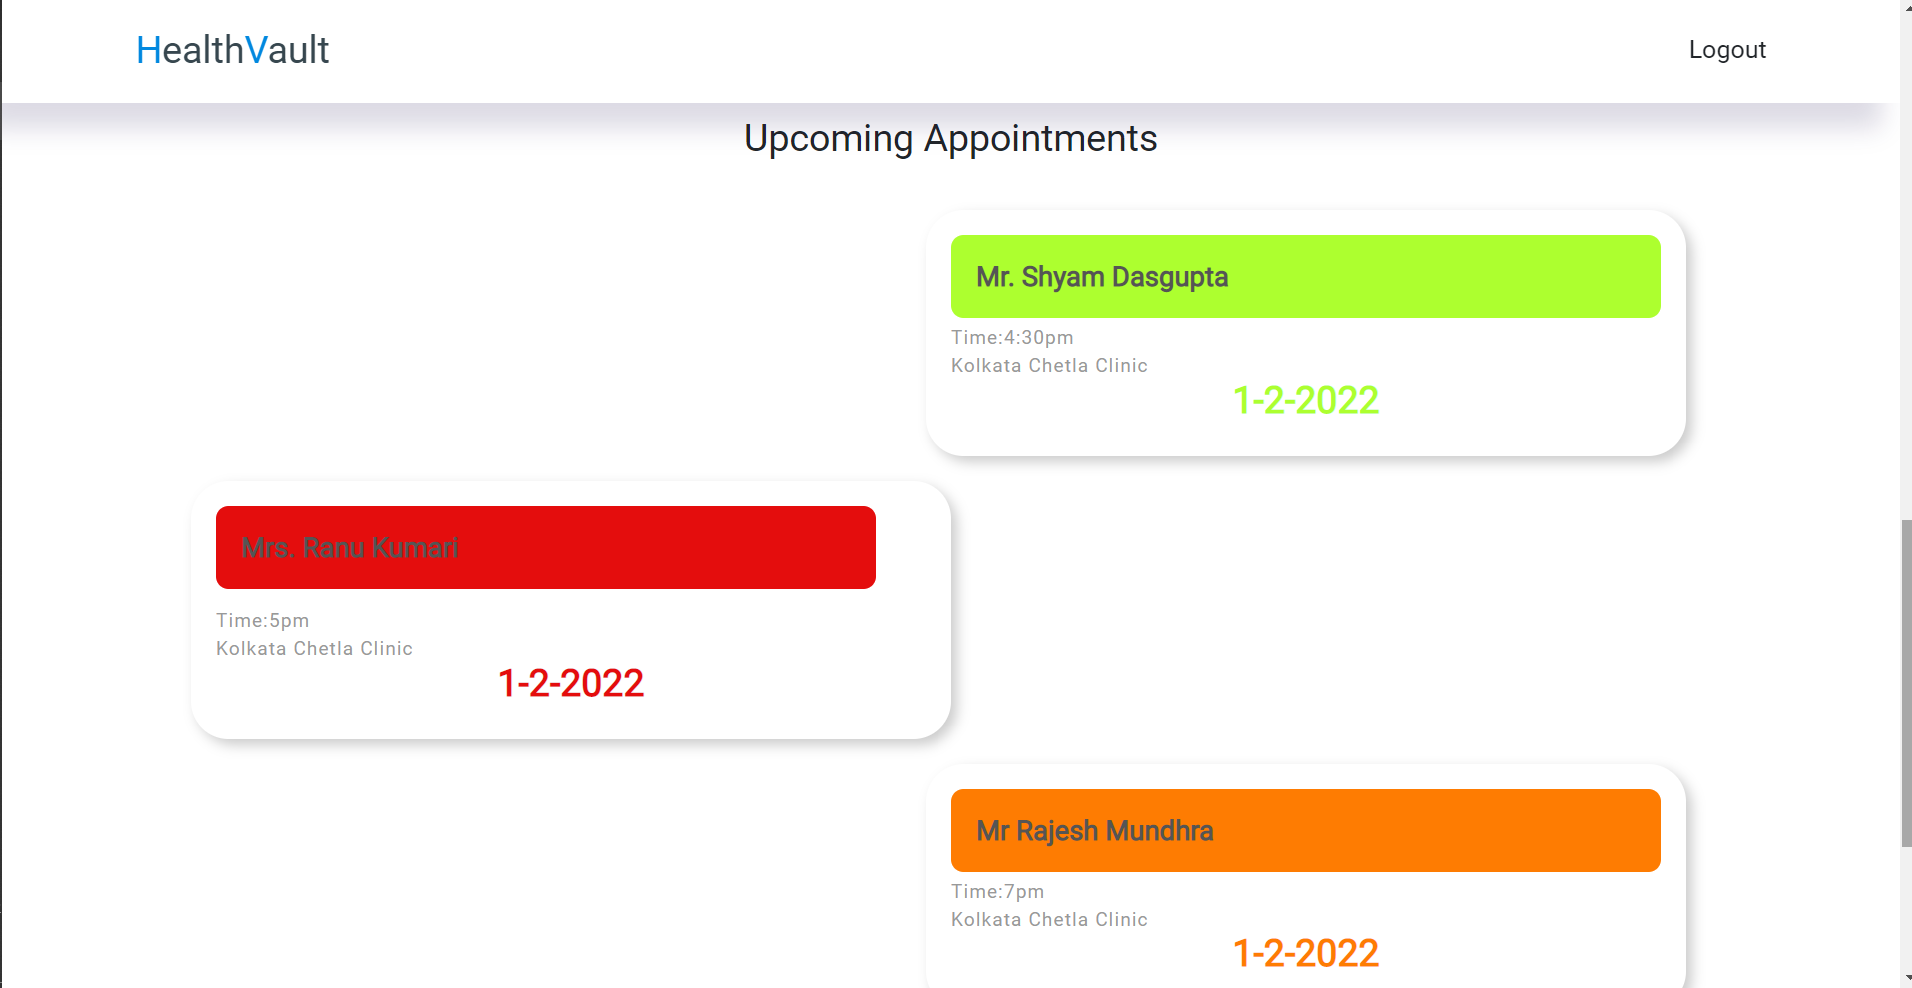 HealthVault
Logout
Upcoming Appointments
Mr. Shyam Dasgupta
Time:4:30pm
Kolkata Chetla Clinic
1-2-2022
Mrs. Ranu Kumari
Time:5pm
Kolkata Chetla Clinic
1-2-2022
Mr Rajesh Mundhra
Time:7pm
Kolkata Chetla Clinic
1-2-2022